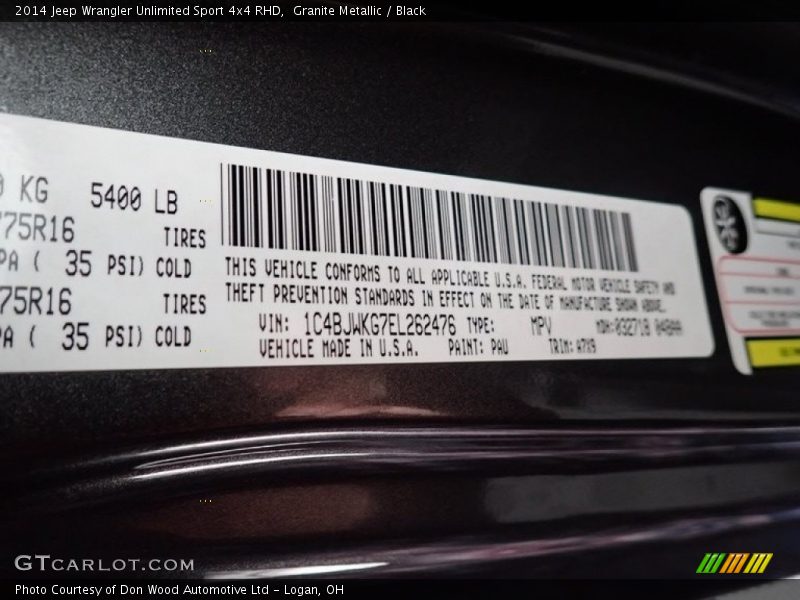 2014 Jeep Wrangler Unlimited Sport 4x4 RHD, Granite Metallic / Black
KG 5400 LB
75R16 TIRES
PA ( 35 PSI) COLD
75R16 TIRES
PA ( 35 PSI) COLD
THIS VEHICLE CONFORMS TO ALL APPLICABLE U.S.A. FEDERAL MOTOR VEHICLE SAFETY AND
THEFT PREVENTION STANDARDS IN EFFECT ON THE DATE OF MANUFACTURE SHOWN ABOVE.
VIN: 1C4BJWKG7EL262476 TYPE: MPV MDH:
VEHICLE MADE IN U.S.A. PAINT: PAU TRIM: A7X9
GTCARLOT.COM
Photo Courtesy of Don Wood Automotive Ltd - Logan, OH